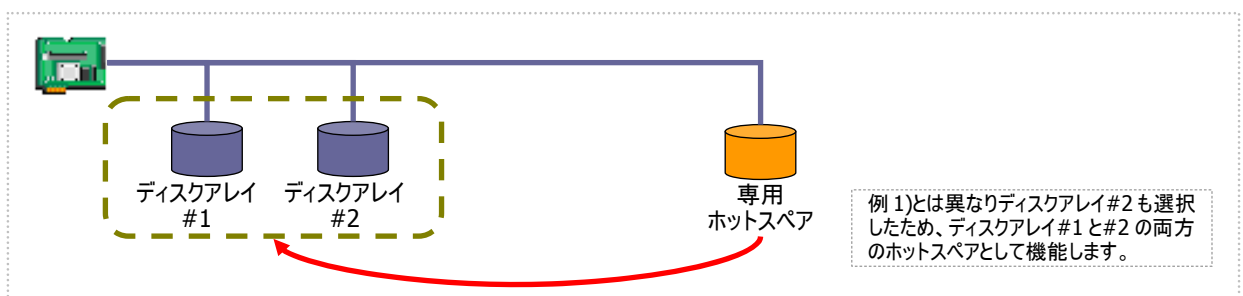 ディスクアレイ
#1
ディスクアレイ
#2
専用
ホットスペア
例 1)とは異なりディスクアレイ#2 も選択
したため、ディスクアレイ#1 と#2 の両方
のホットスペアとして機能します。